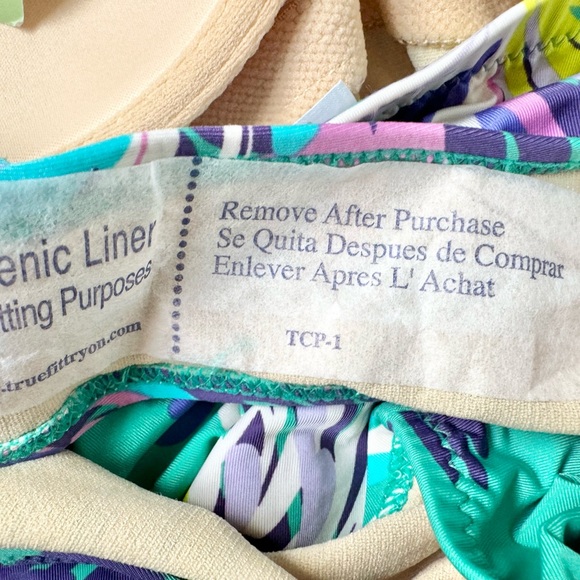 enic Liner
tting Purposes
-truefittryon.com
Remove After Purchase
Se Quita Despues de Comprar
Enlever Apres L' Achat
TCP-1